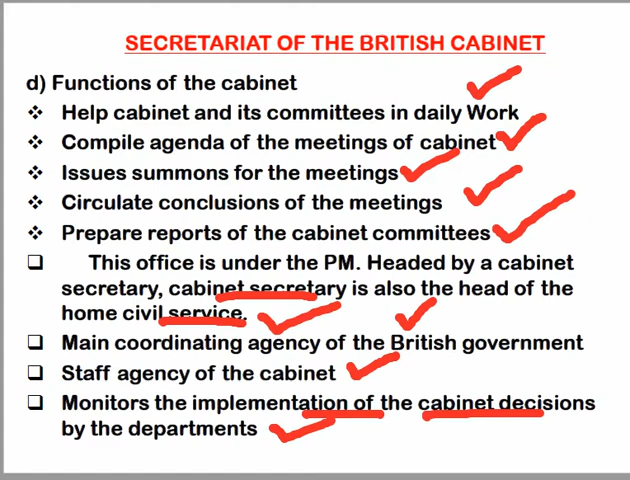 SECRETARIAT OF THE BRITISH CABINET
d) Functions of the cabinet
❖ Help cabinet and its committees in daily Work
❖ Compile agenda of the meetings of cabinet
❖ Issues summons for the meetings
❖ Circulate conclusions of the meetings
❖ Prepare reports of the cabinet committees
❑ This office is under the PM. Headed by a cabinet
secretary, cabinet secretary is also the head of the
home civil service.
❑ Main coordinating agency of the British government
❑ Staff agency of the cabinet
❑ Monitors the implementation of the cabinet decisions
by the departments